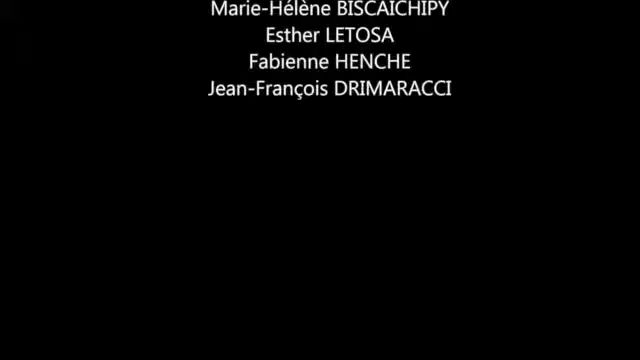 Marie-Hélène BISCAICHIPY
Esther LETOSA
Fabienne HENCHE
Jean-François DRIMARACCI